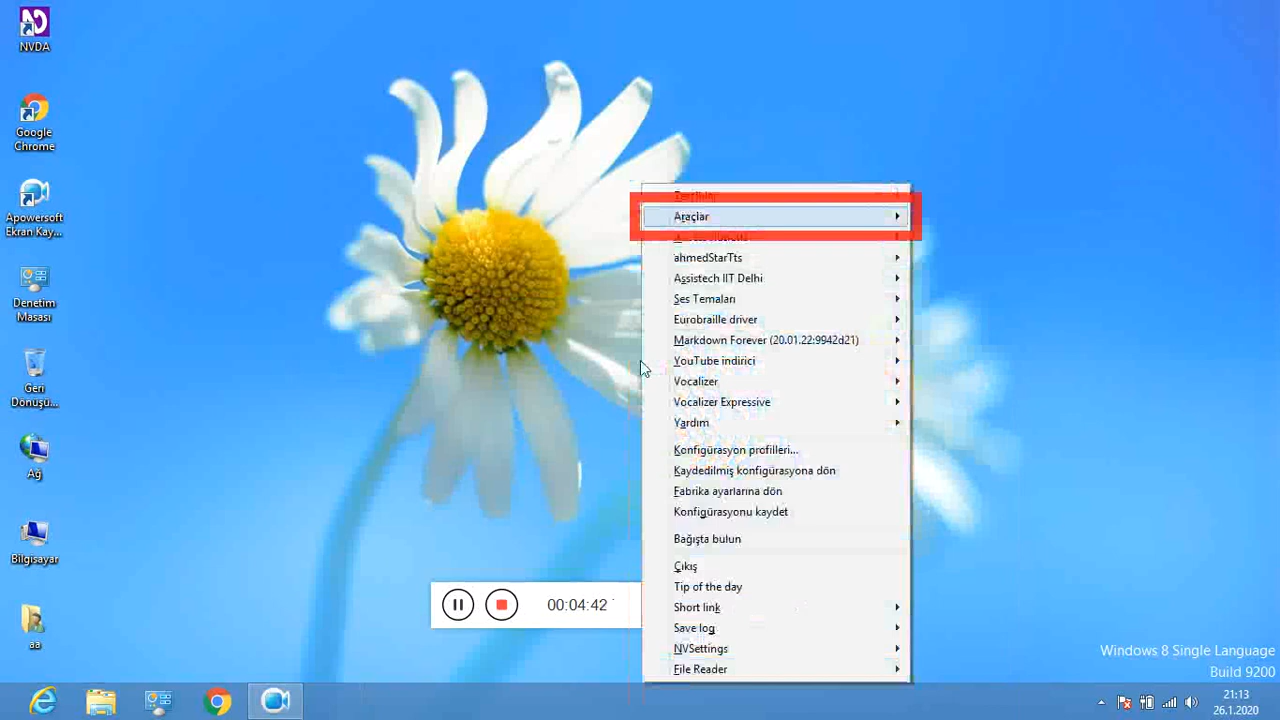 NVDA
Google
Chrome
Apowersoft
Ekran Kay...
Denetim
Masası
Geri
Dönüşü...
Ağ
Bilgisayar
aa
Tercihler
Araçlar
ahmedStarTts
Assistech IIT Delhi
Ses Temaları
Eurobraille driver
Markdown Forever (20.01.22:9942d21)
YouTube indirici
Vocalizer
Vocalizer Expressive
Yardım
Konfigürasyon profilleri...
Kaydedilmiş konfigürasyona dön
Fabrika ayarlarına dön
Konfigürasyonu kaydet
Bağışta bulun
Çıkış
Tip of the day
Short link
Save log
NVSettings
File Reader
00:04:42
Windows 8 Single Language
Build 9200
21:13
26.1.2020